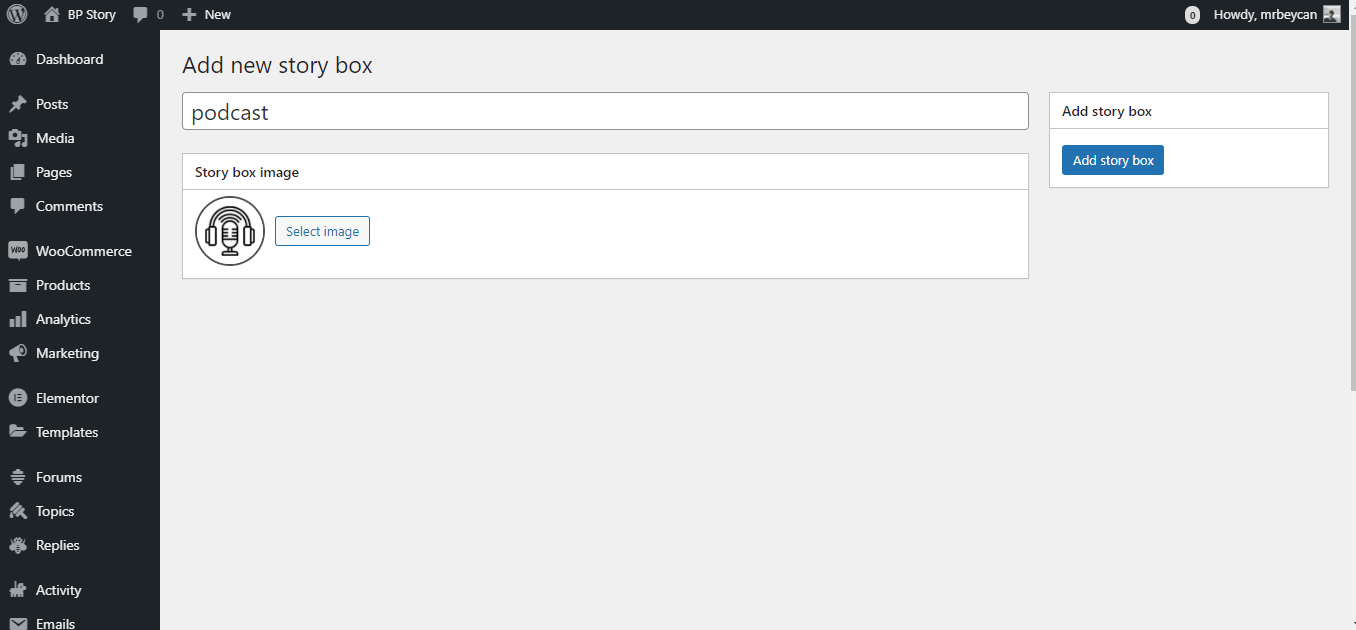 BP Story 0 New 0 Howdy, mrbeycan
Dashboard
Posts
Media
Pages
Comments
WOO WooCommerce
Products
Analytics
Marketing
Elementor
Templates
Forums
Topics
Replies
Activity
Emails
Add new story box
podcast
Story box image
Select image
Add story box
Add story box